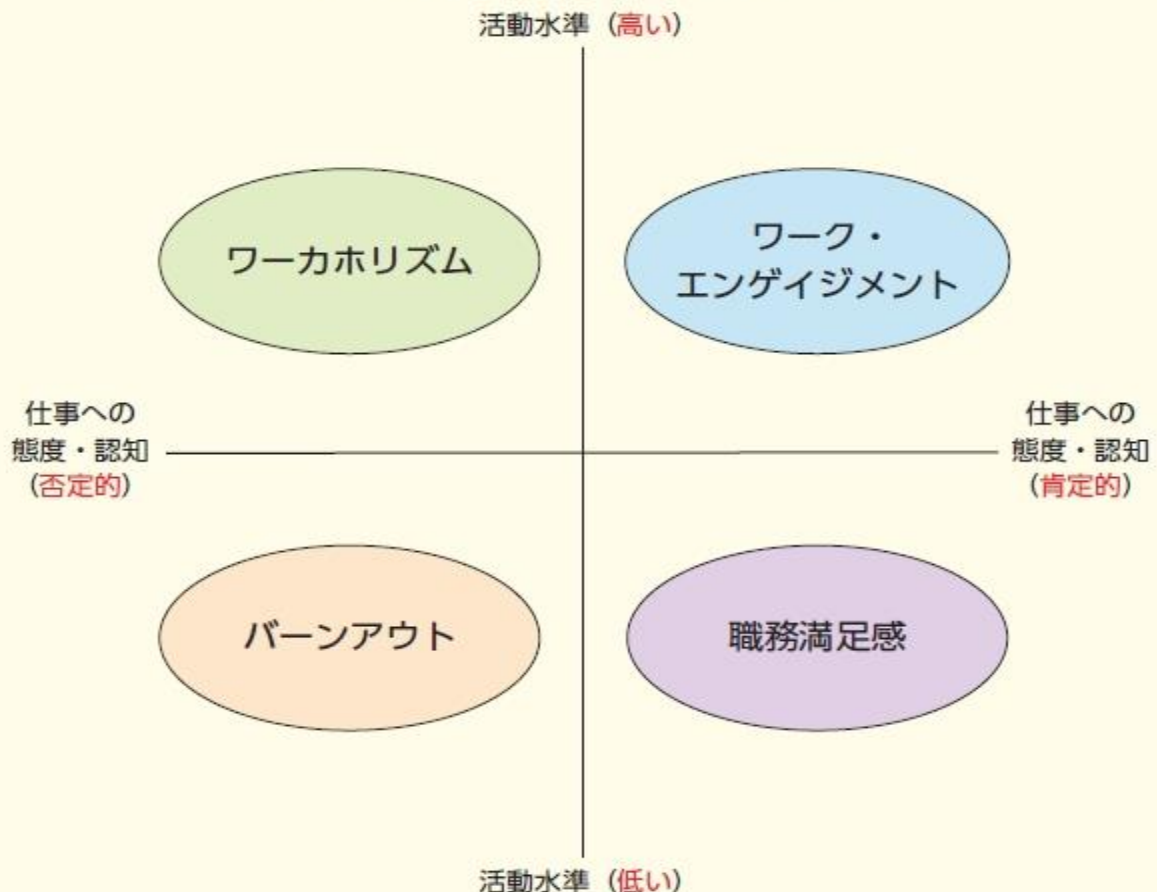 活動水準（高い）
ワーカホリズム
ワーク・
エンゲイジメント
仕事への
態度・認知
（否定的）
仕事への
態度・認知
（肯定的）
バーンアウト
職務満足感
活動水準（低い）